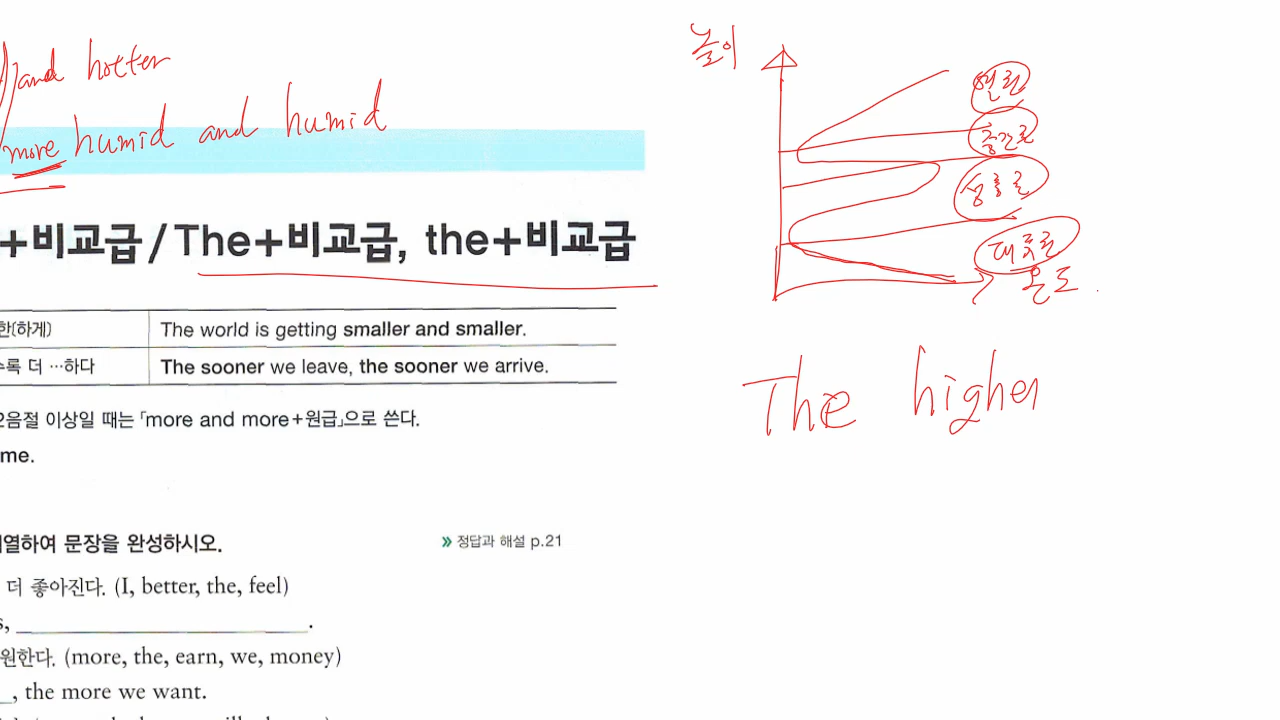 and hotter
more humid and humid
+비교급/The+비교급, the+비교급
한(하게) The world is getting smaller and smaller.
록 더 …하다 The sooner we leave, the sooner we arrive.
2음절 이상일 때는 「more and more+원급」으로 쓴다.
me.
열하여 문장을 완성하시오. » 정답과 해설 p.21
더 좋아진다. (I, better, the, feel)
s, ______________________.
원한다. (more, the, earn, we, money)
_, the more we want.
높이
열권
중간권
성층권
대류권
온도
The higher